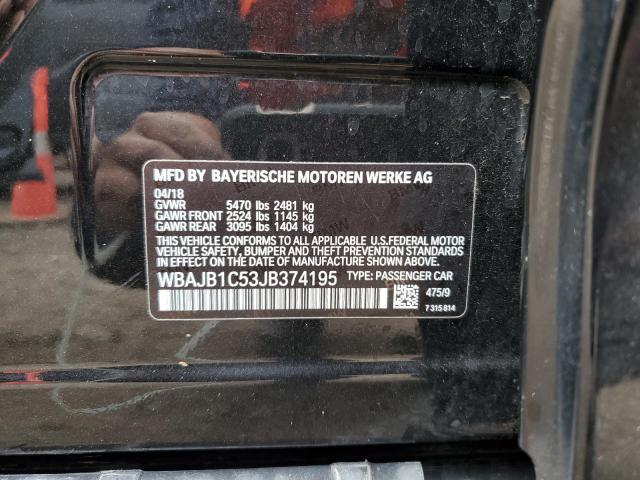 MFD BY BAYERISCHE MOTOREN WERKE AG
04/18
GVWR 5470 lbs 2481 kg
GAWR FRONT 2524 lbs 1145 kg
GAWR REAR 3095 lbs 1404 kg
THIS VEHICLE CONFORMS TO ALL APPLICABLE U.S.FEDERAL MOTOR
VEHICLE SAFETY, BUMPER AND THEFT PREVENTION STANDARDS
IN EFFECT ON THE DATE OF MANUFACTURE SHOWN ABOVE.
WBAJB1C53JB374195 TYPE: PASSENGER CAR
475/9
7 315 814